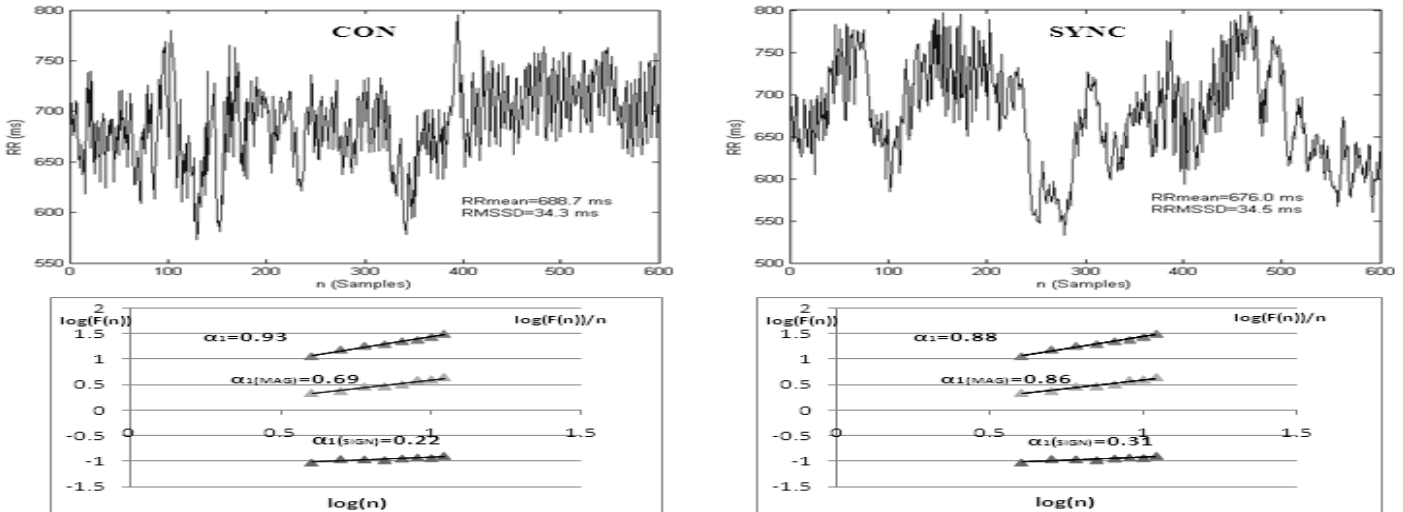 800
750
700
650
600
550
RR (ms)
CON
RRmean=688.7 ms
RMSSD=34.3 ms
0
100
200
300
400
500
600
n (Samples)
800
750
700
650
600
550
500
RR (ms)
SYNC
RRmean=676.0 ms
RRMSSD=34.5 ms
0
100
200
300
400
500
600
n (Samples)
2
1.5
1
0.5
0
-0.5
-1
-1.5
log(F(n))
log(F(n))/n
α1=0.93
α1(MAG)=0.69
0
0.5
1
1.5
α1(SIGN)=0.22
log(n)
2
1.5
1
0.5
0
-0.5
-1
-1.5
log(F(n))
log(F(n))/n
α1=0.88
α1(MAG)=0.86
0
0.5
1
1.5
α1(SIGN)=0.31
log(n)